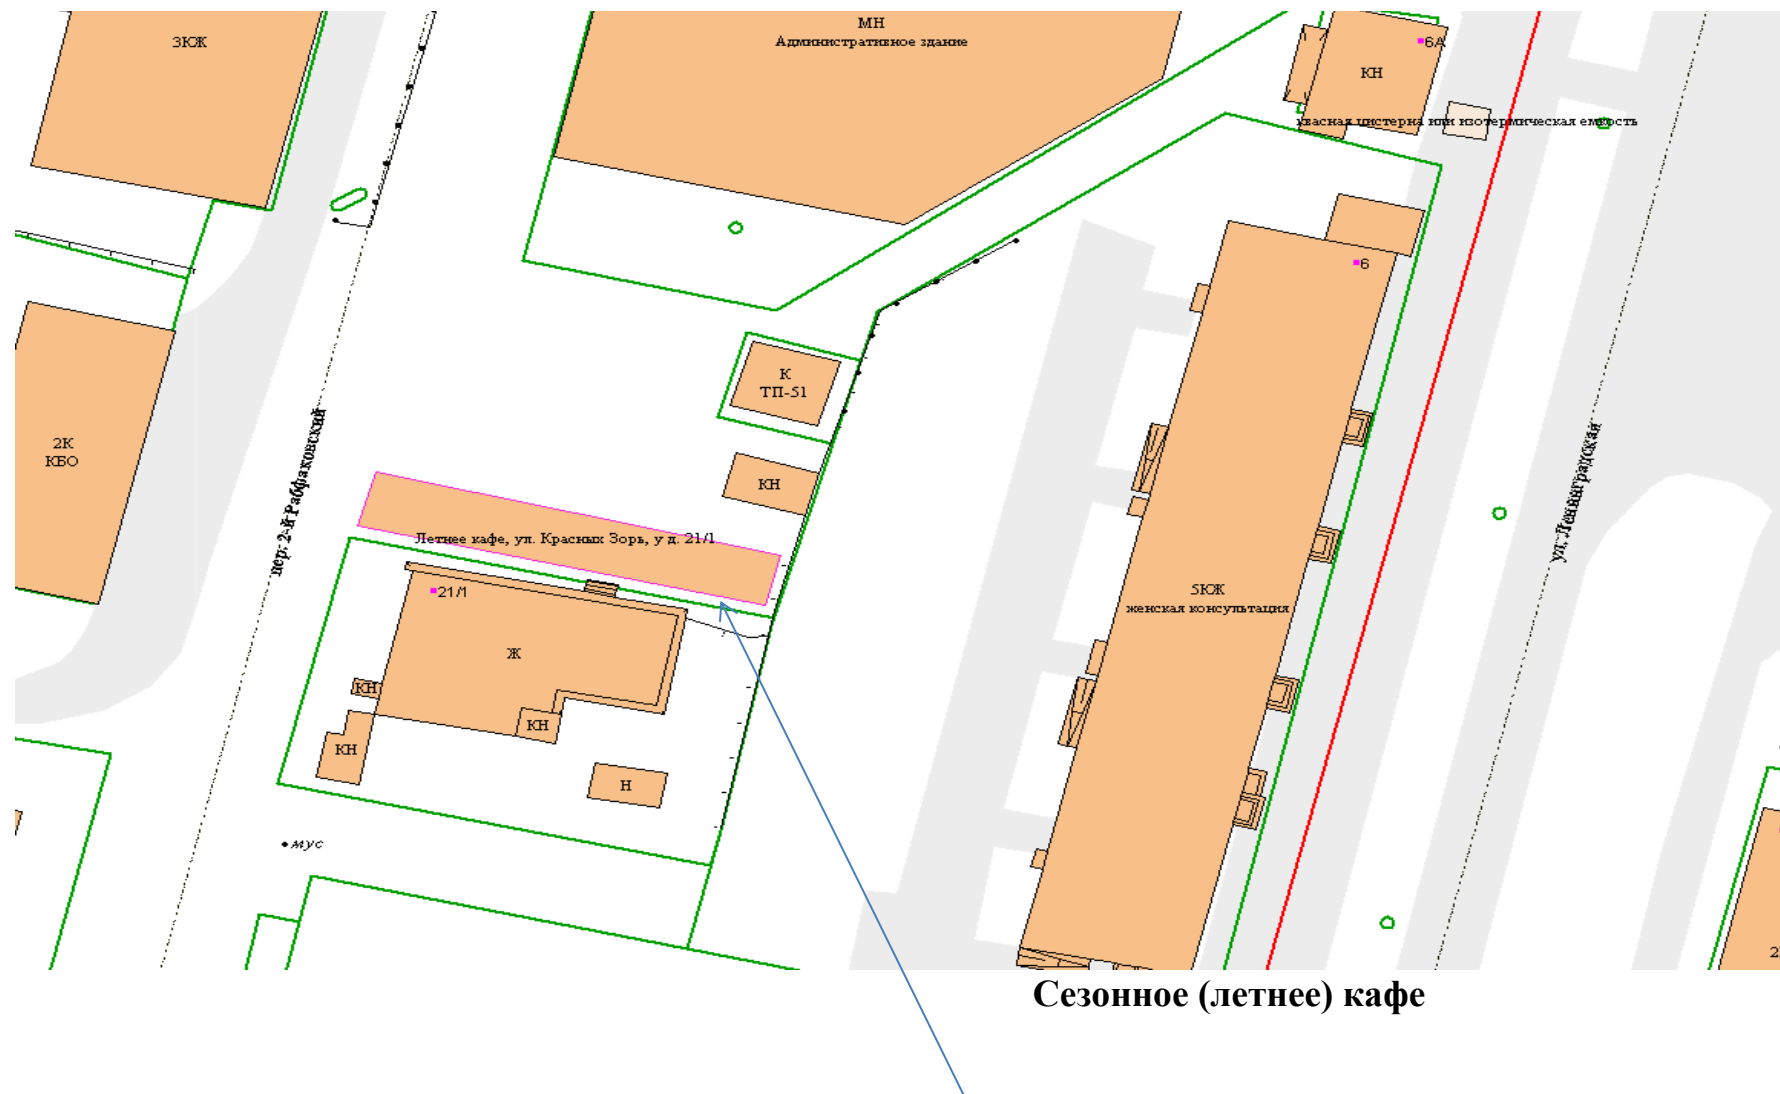 МН
Административное здание
3КЖ
6А
КН
квасная цистерна или изотермическая емкость
6
К
ТП-51
2К
КБО
КН
пер. 2-й Рабфаковский
ул. Ленинградская
Летнее кафе, ул. Красных Зорь, у д. 21/1
21/1
5КЖ
женская консультация
Ж
КН
КН
КН
Н
мус
2
Сезонное (летнее) кафе